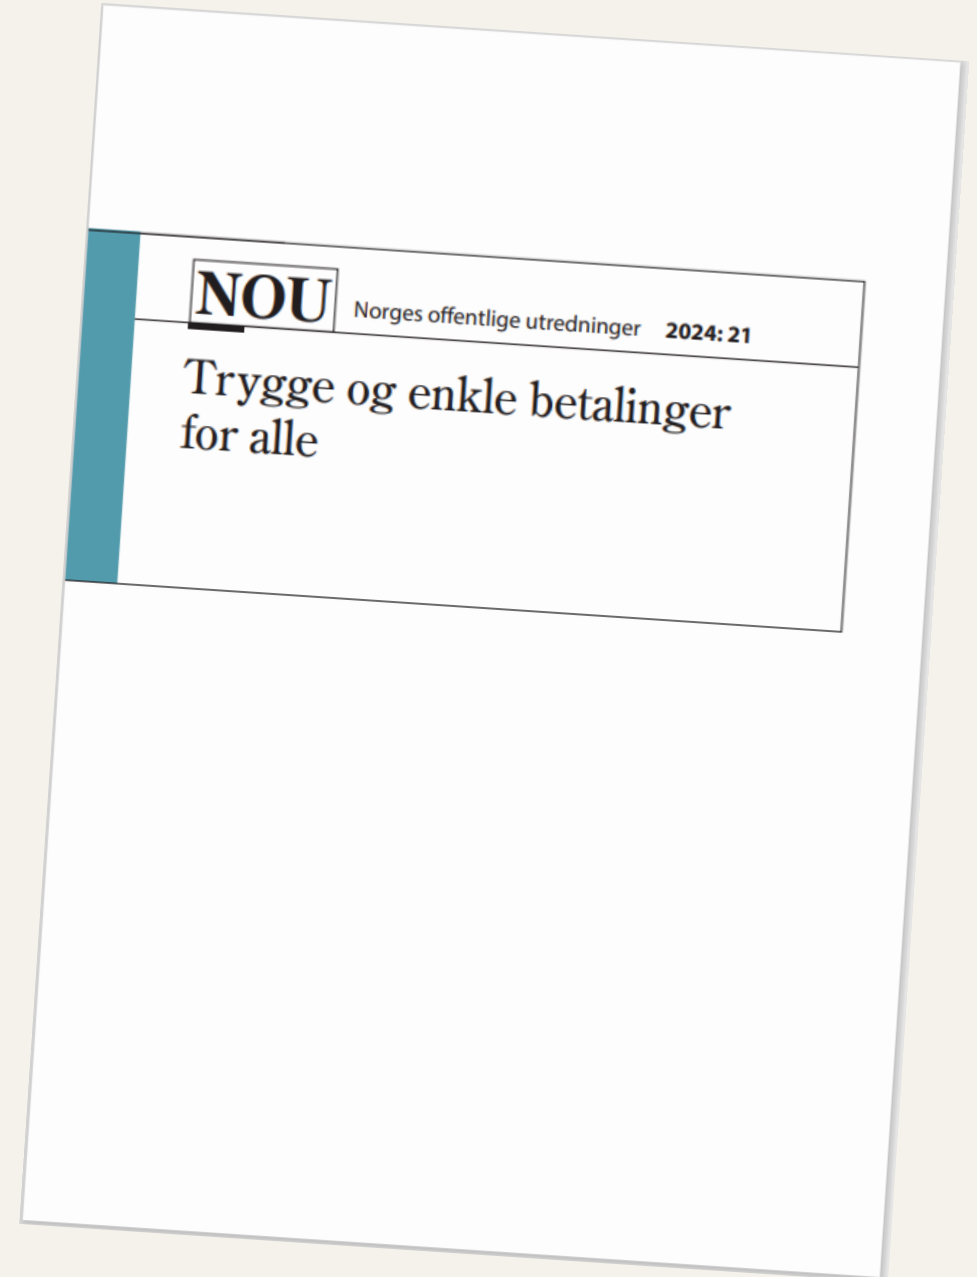 NOU Norges offentlige utredninger 2024: 21
Trygge og enkle betalinger
for alle